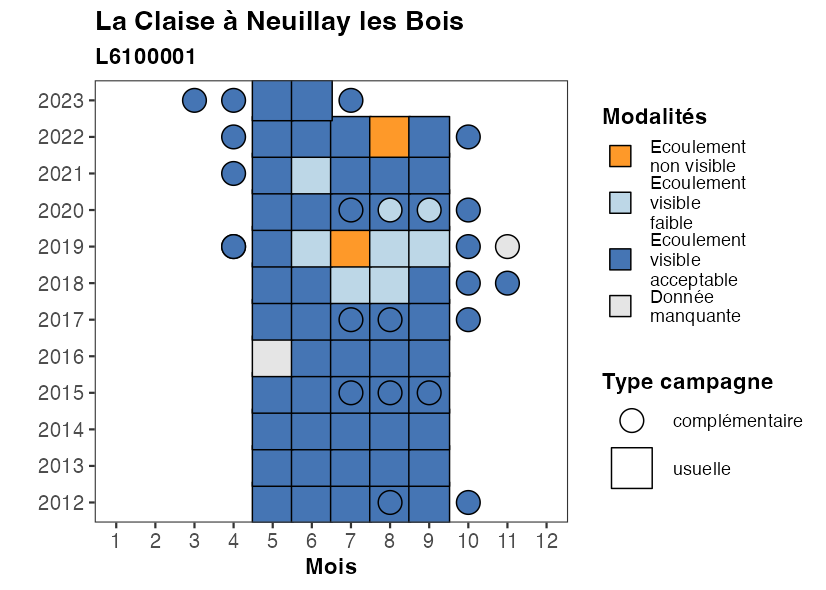 La Claise à Neuillay les Bois
L6100001
2023
2022
2021
2020
2019
2018
2017
2016
2015
2014
2013
2012
1 2 3 4 5 6 7 8 9 10 11 12
Mois
Modalités
Ecoulement
non visible
Ecoulement
visible
faible
Ecoulement
visible
acceptable
Donnée
manquante
Type campagne
complémentaire
usuelle